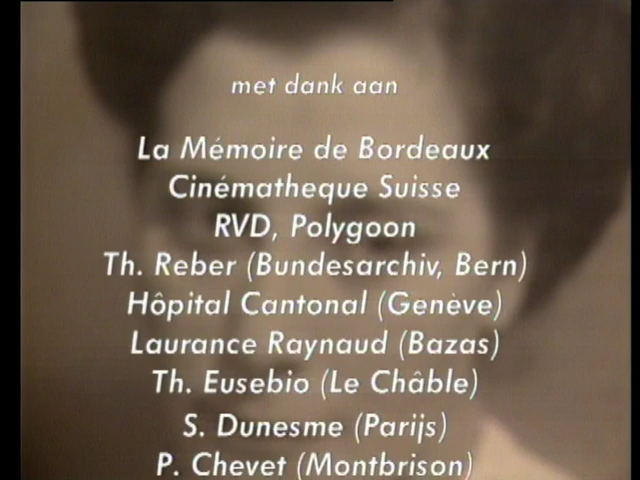 met dank aan
La Mémoire de Bordeaux
Cinématheque Suisse
RVD, Polygoon
Th. Reber (Bundesarchiv, Bern)
Hôpital Cantonal (Genève)
Laurance Raynaud (Bazas)
Th. Eusebio (Le Châble)
S. Dunesme (Parijs)
P. Chevet (Montbrison)